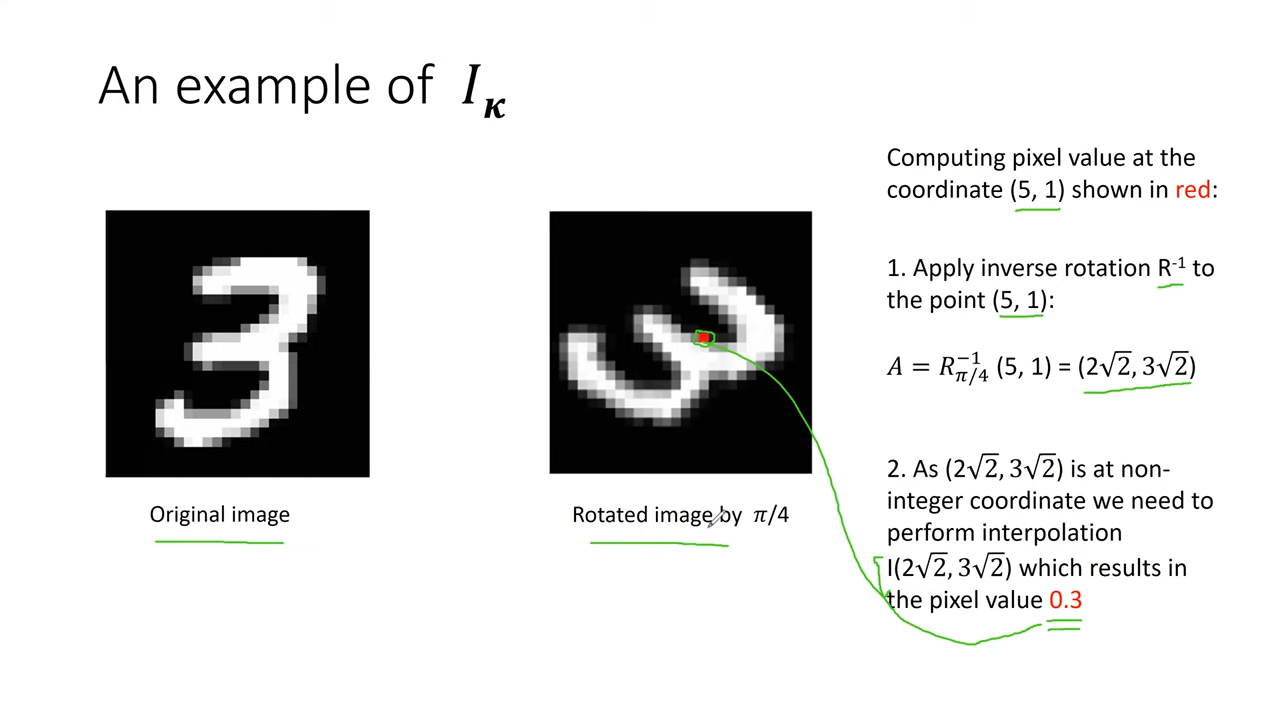 An example of I𝜿
Computing pixel value at the
coordinate (5, 1) shown in red:
1. Apply inverse rotation R⁻¹ to
the point (5, 1):
A = R⁻¹π/4 (5, 1) = (2√2, 3√2)
2. As (2√2, 3√2) is at non-
integer coordinate we need to
perform interpolation
I(2√2, 3√2) which results in
the pixel value 0.3
3
3
Original image
Rotated image by π/4